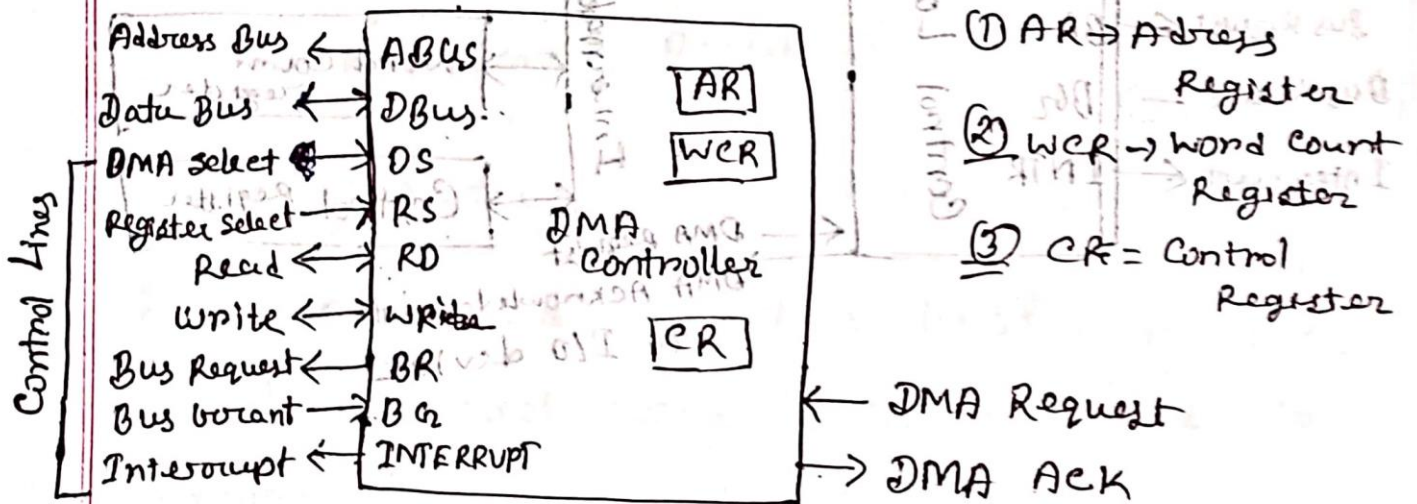 Address Bus ABus
Data Bus DBus
DMA Select DS
Register Select RS
Read RD
Write Write
Bus Request BR
Bus Grant BG
Interrupt INTERRUPT
Control Lines
AR
WCR
DMA
Controller
CR
DMA Request
DMA ACK
① AR → Adress
Register
② WCR → Word Count
Register
③ CR = Control
Register